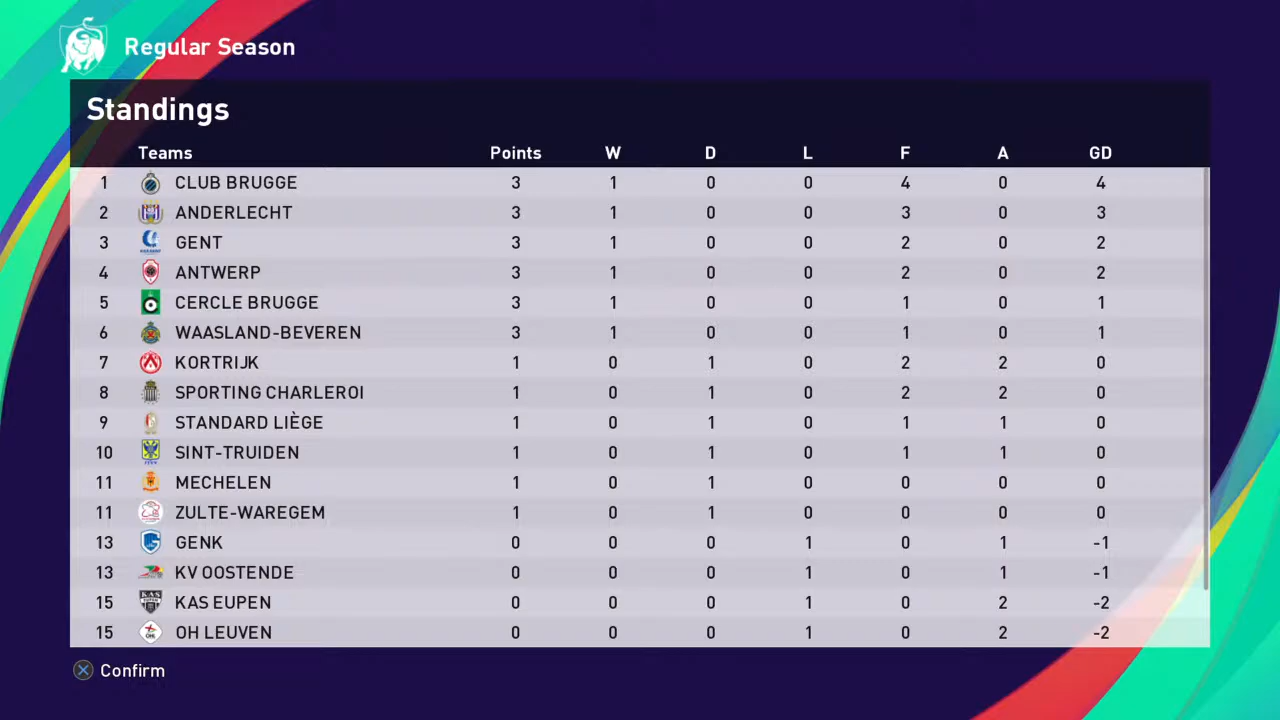 Regular Season
Standings
Teams Points W D L F A GD
1 CLUB BRUGGE 3 1 0 0 4 0 4
2 ANDERLECHT 3 1 0 0 3 0 3
3 GENT 3 1 0 0 2 0 2
4 ANTWERP 3 1 0 0 2 0 2
5 CERCLE BRUGGE 3 1 0 0 1 0 1
6 WAASLAND-BEVEREN 3 1 0 0 1 0 1
7 KORTRIJK 1 0 1 0 2 2 0
8 SPORTING CHARLEROI 1 0 1 0 2 2 0
9 STANDARD LIÈGE 1 0 1 0 1 1 0
10 SINT-TRUIDEN 1 0 1 0 1 1 0
11 MECHELEN 1 0 1 0 0 0 0
11 ZULTE-WAREGEM 1 0 1 0 0 0 0
13 GENK 0 0 0 1 0 1 -1
13 KV OOSTENDE 0 0 0 1 0 1 -1
15 KAS EUPEN 0 0 0 1 0 2 -2
15 OH LEUVEN 0 0 0 1 0 2 -2
Confirm